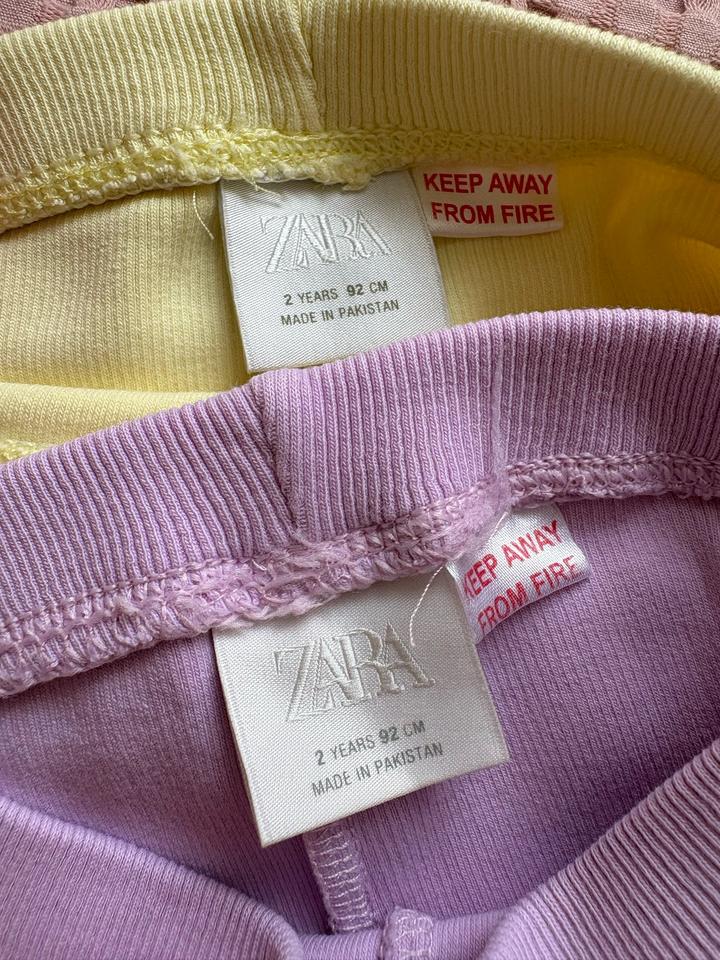 ZARA
2 YEARS 92 CM
MADE IN PAKISTAN
KEEP AWAY
FROM FIRE
ZARA
2 YEARS 92 CM
MADE IN PAKISTAN
KEEP AWAY
FROM FIRE